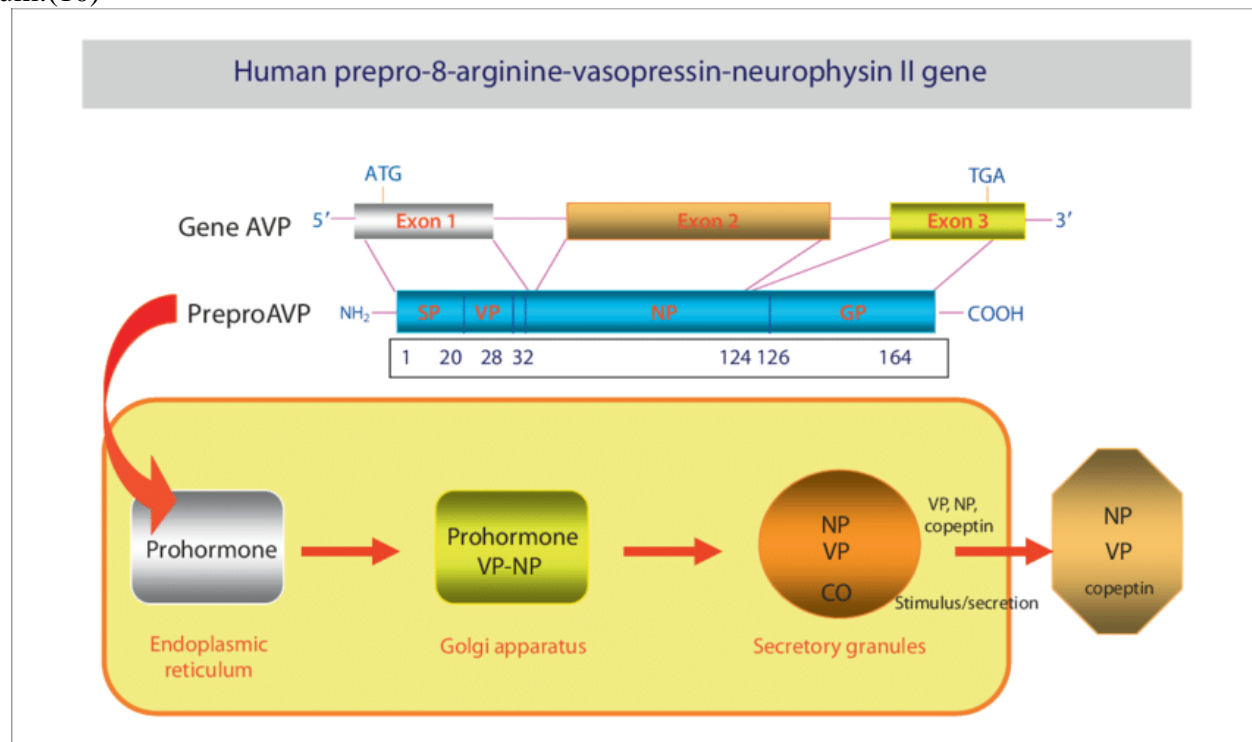 Human prepro-8-arginine-vasopressin-neurophysin II gene
ATG
TGA
Gene AVP
5′
Exon 1
Exon 2
Exon 3
3′
PreproAVP
NH2
SP
VP
NP
GP
COOH
1 20 28 32 124 126 164
Prohormone
Prohormone
VP-NP
NP
VP
CO
VP, NP,
copeptin
Stimulus/secretion
NP
VP
copeptin
Endoplasmic
reticulum
Golgi apparatus
Secretory granules